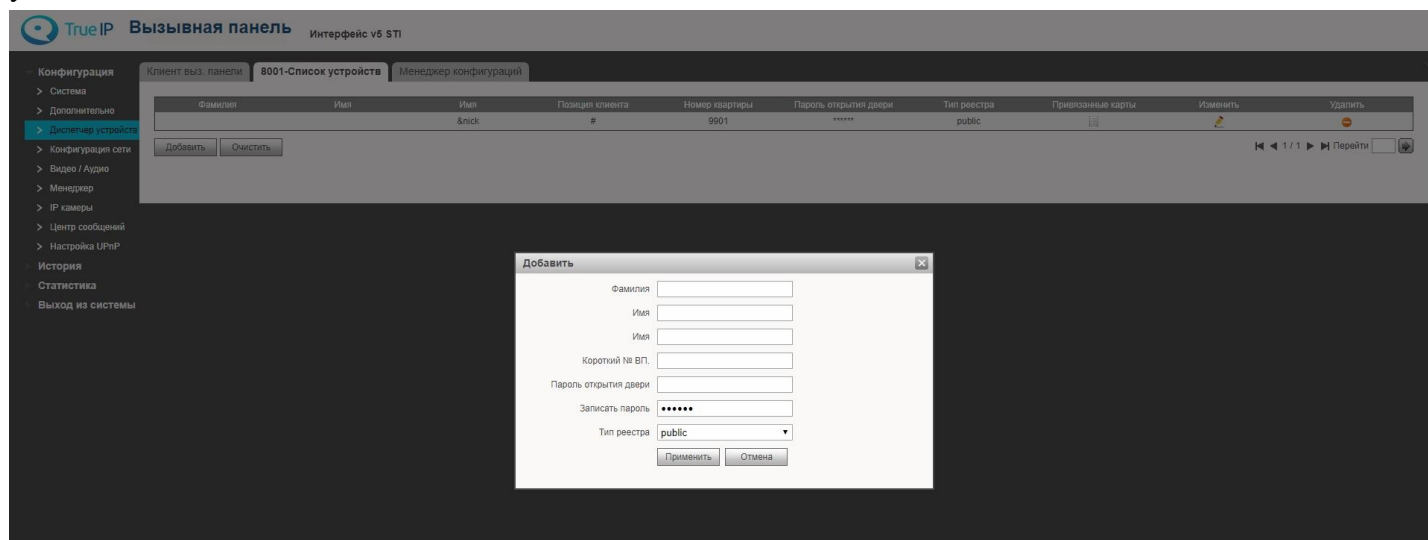 True IP Вызывная панель Интерфейс v5 STI
Конфигурация
Система
Дополнительно
Диспетчер устройств
Конфигурация сети
Видео / Аудио
Менеджер
IP камеры
Центр сообщений
Настройка UPnP
История
Статистика
Выход из системы
Клиент выз. панели 8001-Список устройств Менеджер конфигураций
Фамилия Имя Имя Позиция клиента Номер квартиры Пароль открытия двери Тип реестра Привязанные карты Изменить Удалить
&nick # 9901 ****** public
Добавить Очистить 1 / 1 Перейти
Добавить
Фамилия
Имя
Имя
Короткий № ВП.
Пароль открытия двери
Записать пароль ••••••
Тип реестра public
Применить Отмена